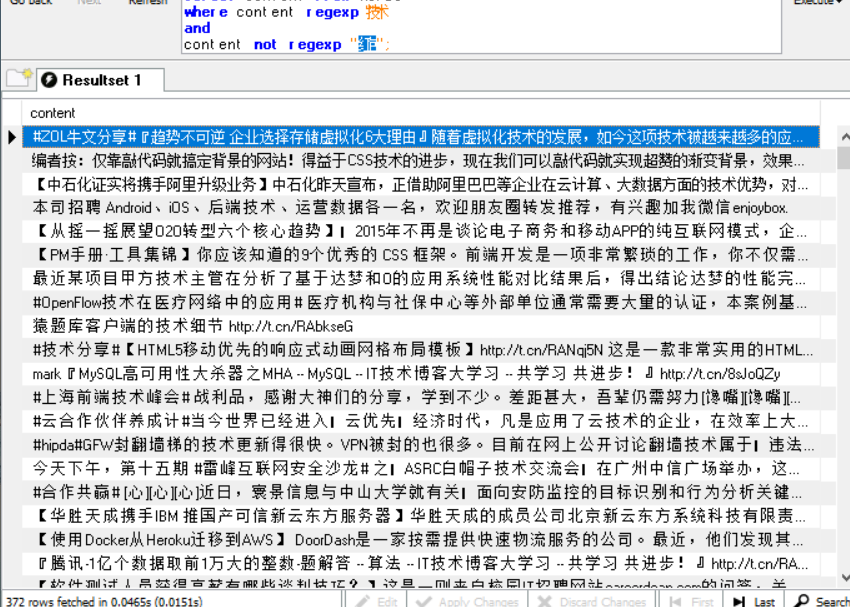 Go back Next Refresh Execute
where content regexp 技术
and
content not regexp "红包";
Resultset 1
content
#ZOL牛文分享#『趋势不可逆 企业选择存储虚拟化6大理由』随着虚拟化技术的发展，如今这项技术被越来越多的应...
编者按：仅靠敲代码就搞定背景的网站！得益于CSS技术的进步，现在我们可以敲代码就实现超赞的渐变背景，效果...
【中石化证实将携手阿里升级业务】中石化昨天宣布，正借助阿里巴巴等企业在云计算、大数据方面的技术优势，对...
本司招聘 Android、iOS、后端技术、运营数据各一名，欢迎朋友圈转发推荐，有兴趣加我微信 enjoybox.
【从摇一摇展望O2O转型六个核心趋势】| 2015年不再是谈论电子商务和移动APP的纯互联网模式，企...
【PM手册·工具集锦】你应该知道的9个优秀的 CSS 框架。前端开发是一项非常繁琐的工作，你不仅需...
最近某项目甲方技术主管在分析了基于达梦和O的应用系统性能对比结果后，得出结论达梦的性能完...
#OpenFlow技术在医疗网络中的应用# 医疗机构与社保中心等外部单位通常需要大量的认证，本案例基...
猿题库客户端的技术细节 http://t.cn/RAbkseG
#技术分享#【HTML5移动优先的响应式动画网格布局模板】http://t.cn/RANqj5N 这是一款非常实用的HTML...
mark『MySQL高可用性大杀器之MHA -- MySQL -- IT技术博客大学习 -- 共学习 共进步！』http://t.cn/8sJoQZy
#上海前端技术峰会# 战利品，感谢大神们的分享，学到不少。差距甚大，吾辈仍需努力[馋嘴][馋嘴][...
#云合作伙伴养成计#当今世界已经进入| 云优先| 经济时代，凡是应用了云技术的企业，在效率上大...
#hipda#GFW封翻墙梯的技术更新得很快。VPN被封的也很多。目前在网上公开讨论翻墙技术属于| 违法...
今天下午，第十五期 #雷峰互联网安全沙龙# 之| ASRC白帽子技术交流会| 在广州中信广场举办，这...
#合作共赢# [心][心][心]近日，寰景信息与中山大学就有关| 面向安防监控的目标识别和行为分析关键...
【华胜天成携手IBM 推国产可信新云东方服务器】华胜天成的成员公司北京新云东方系统科技有限责...
【使用Docker从Heroku迁移到AWS】 DoorDash是一家按需提供快速物流服务的公司。最近，他们发现其...
『腾讯-1亿个数据取前1万大的整数-题解答 -- 算法 -- IT技术博客大学习 -- 共学习 共进步！』http://t.cn/RA...
【软件测试人员获得高薪有哪些谈判技巧？】这是一则来自校园IT招聘网站careerdean.com的问答，关...
372 rows fetched in 0.0465s (0.0151s) Edit Apply Changes Discard Changes First Last Search